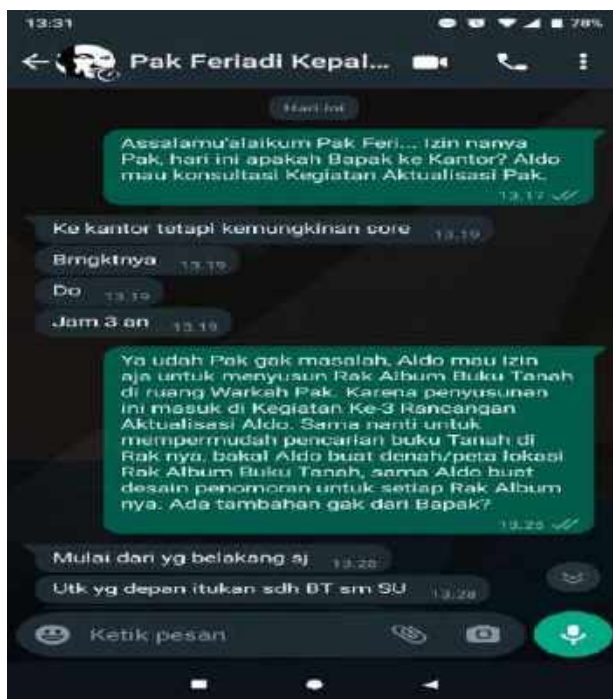 13:31
78%
Pak Feriadi Kepal...
Hari Ini
Assalamu'alaikum Pak Feri... Izin nanya
Pak, hari ini apakah Bapak ke Kantor? Aldo
mau konsultasi Kegiatan Aktualisasi Pak.
13.17
Ke kantor tetapi kemungkinan sore
13.19
Brngktnya
13.19
Do
13.19
Jam 3 an
13.19
Ya udah Pak gak masalah, Aldo mau Izin
aja untuk menyusun Rak Album Buku Tanah
di ruang Warkah Pak. Karena penyusunan
ini masuk di Kegiatan Ke-3 Rancangan
Aktualisasi Aldo. Sama nanti untuk
mempermudah pencarian buku Tanah di
Rak nya, bakal Aldo buat denah/peta lokasi
Rak Album Buku Tanah, sama Aldo buat
desain penomoran untuk setiap Rak Album
nya. Ada tambahan gak dari Bapak?
13.25
Mulai dari yg belakang sj
13.28
Utk yg depan itukan sdh BT sm SU
13.28
Ketik pesan